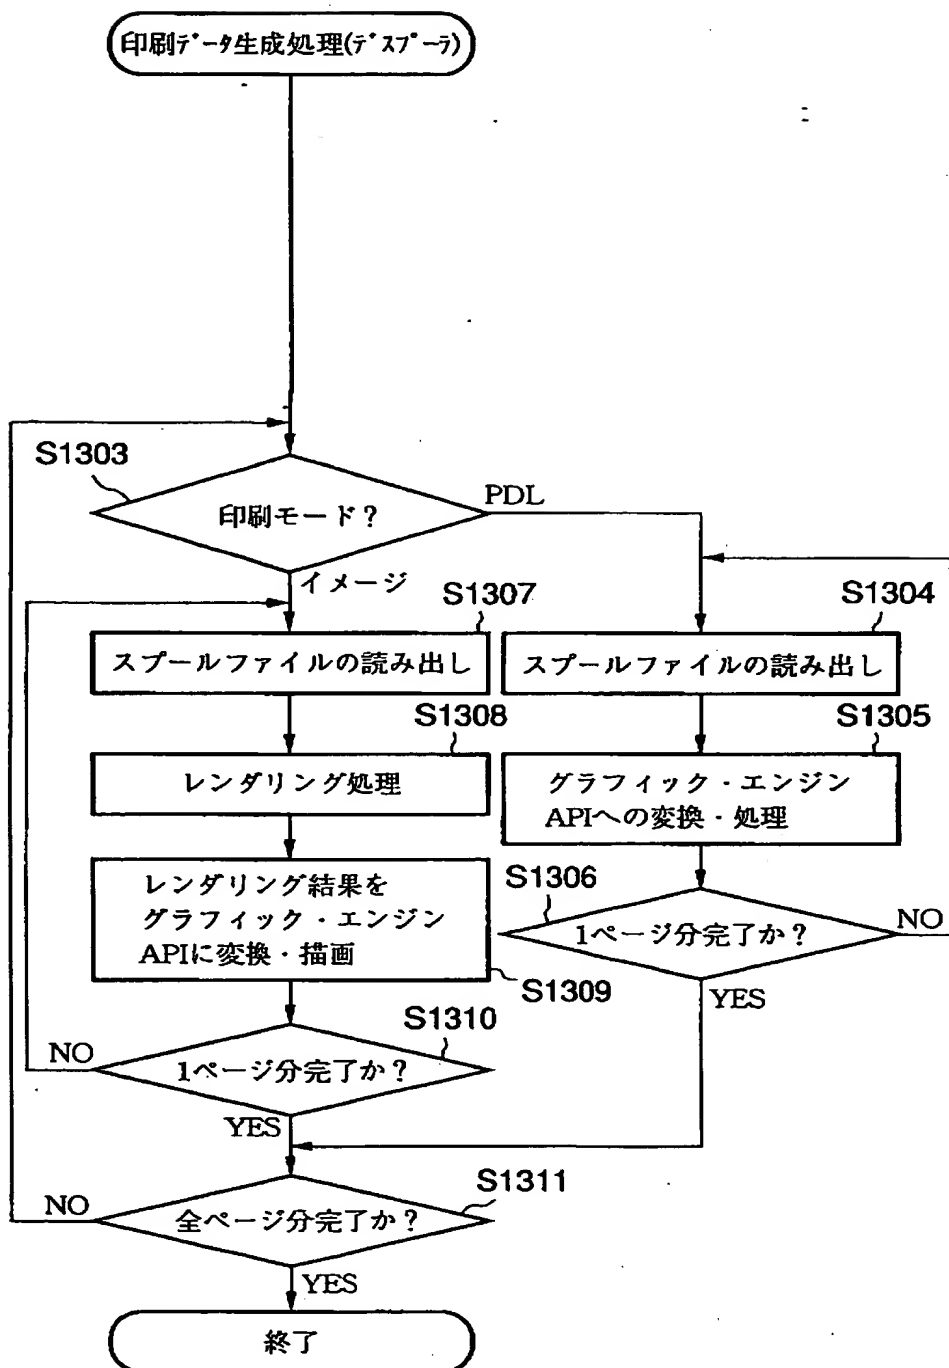 印刷ﾃﾞｰﾀ生成処理(ﾃﾞｽﾌﾟｰﾗ)
S1303
印刷モード？
PDL
イメージ
S1307
スプールファイルの読み出し
S1304
スプールファイルの読み出し
S1308
レンダリング処理
S1305
グラフィック・エンジン
APIへの変換・処理
レンダリング結果を
グラフィック・エンジン
APIに変換・描画
S1309
S1306
1ページ分完了か？
NO
YES
S1310
1ページ分完了か？
NO
YES
S1311
全ページ分完了か？
NO
YES
終了